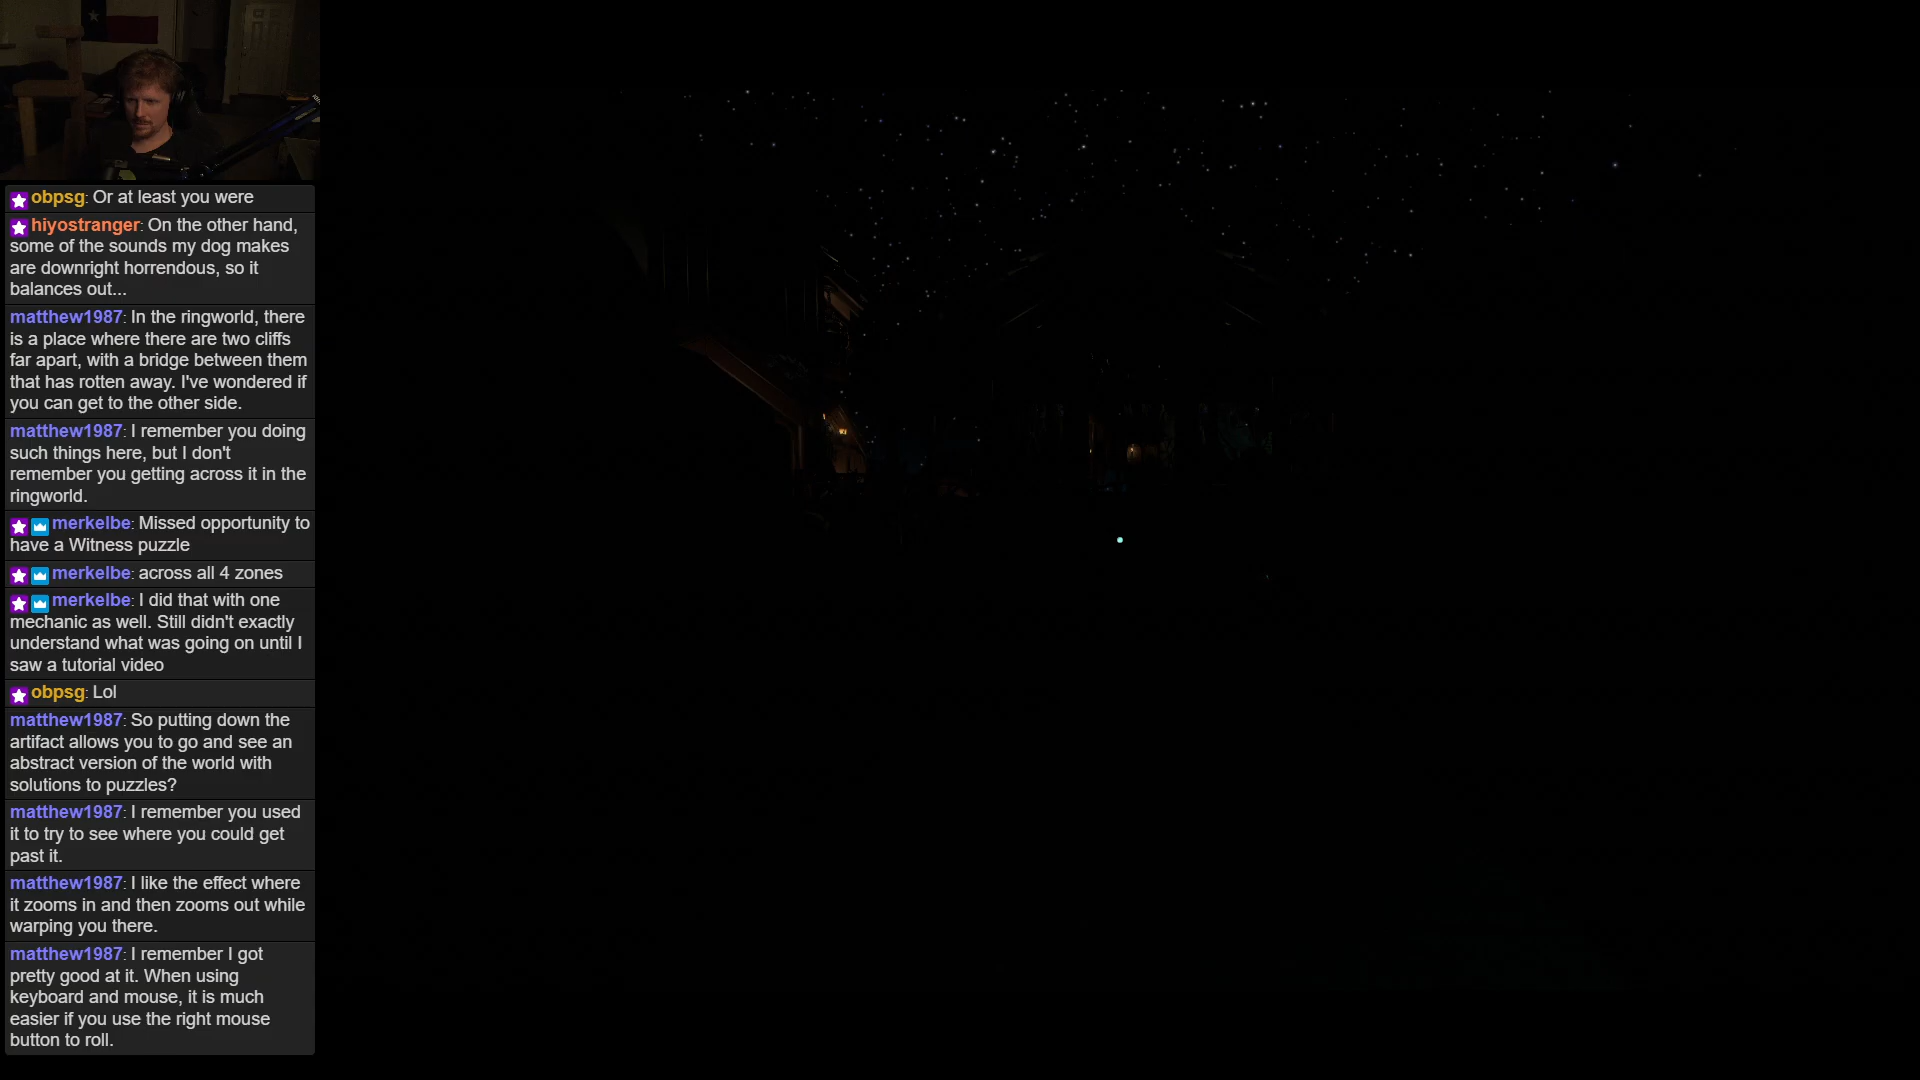 obpsg: Or at least you were
hiyostranger: On the other hand,
some of the sounds my dog makes
are downright horrendous, so it
balances out...
matthew1987: In the ringworld, there
is a place where there are two cliffs
far apart, with a bridge between them
that has rotten away. I've wondered if
you can get to the other side.
matthew1987: I remember you doing
such things here, but I don't
remember you getting across it in the
ringworld.
merkelbe: Missed opportunity to
have a Witness puzzle
merkelbe: across all 4 zones
merkelbe: I did that with one
mechanic as well. Still didn't exactly
understand what was going on until I
saw a tutorial video
obpsg: Lol
matthew1987: So putting down the
artifact allows you to go and see an
abstract version of the world with
solutions to puzzles?
matthew1987: I remember you used
it to try to see where you could get
past it.
matthew1987: I like the effect where
it zooms in and then zooms out while
warping you there.
matthew1987: I remember I got
pretty good at it. When using
keyboard and mouse, it is much
easier if you use the right mouse
button to roll.